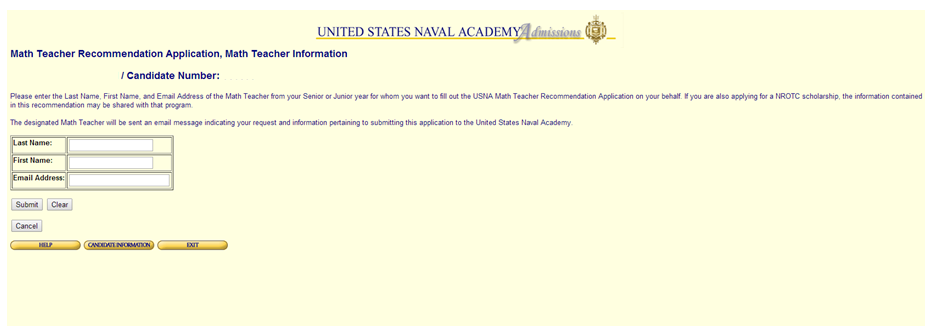 UNITED STATES NAVAL ACADEMY Admissions
Math Teacher Recommendation Application, Math Teacher Information
/ Candidate Number:
Please enter the Last Name, First Name, and Email Address of the Math Teacher from your Senior or Junior year for whom you want to fill out the USNA Math Teacher Recommendation Application on your behalf. If you are also applying for a NROTC scholarship, the information contained
in this recommendation may be shared with that program.
The designated Math Teacher will be sent an email message indicating your request and information pertaining to submitting this application to the United States Naval Academy.
Last Name:
First Name:
Email Address:
Submit Clear
Cancel
HELP CANDIDATE INFORMATION EXIT